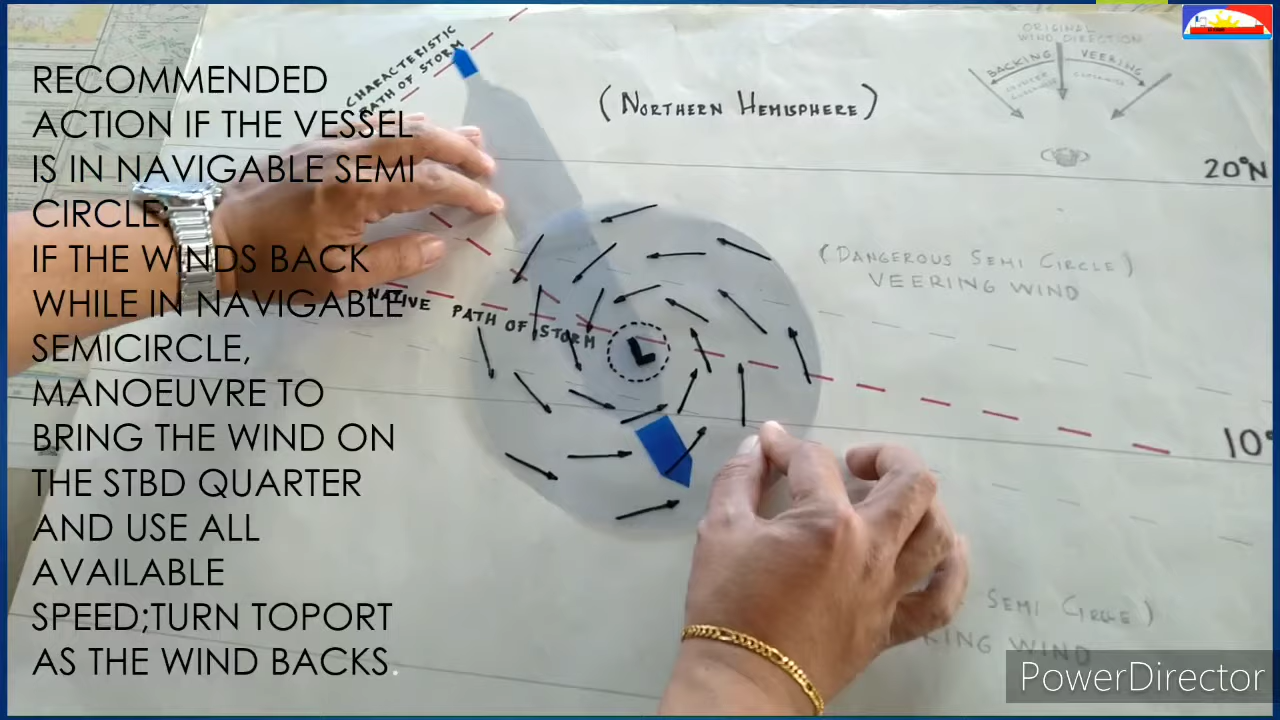 RECOMMENDED
ACTION IF THE VESSEL
IS IN NAVIGABLE SEMI
CIRCLE:
IF THE WINDS BACK
WHILE IN NAVIGABLE
SEMICIRCLE,
MANOEUVRE TO
BRING THE WIND ON
THE STBD QUARTER
AND USE ALL
AVAILABLE
SPEED;TURN TOPORT
AS THE WIND BACKS.
CHARACTERISTIC
PATH OF STORM
(NORTHERN HEMISPHERE)
ORIGINAL
WIND DIRECTION
BACKING
VEERING
CLOCKWISE
20°N
(DANGEROUS SEMI CIRCLE)
VEERING WIND
NATIVE PATH OF STORM
L
10°
SEMI CIRCLE)
WIND
PowerDirector